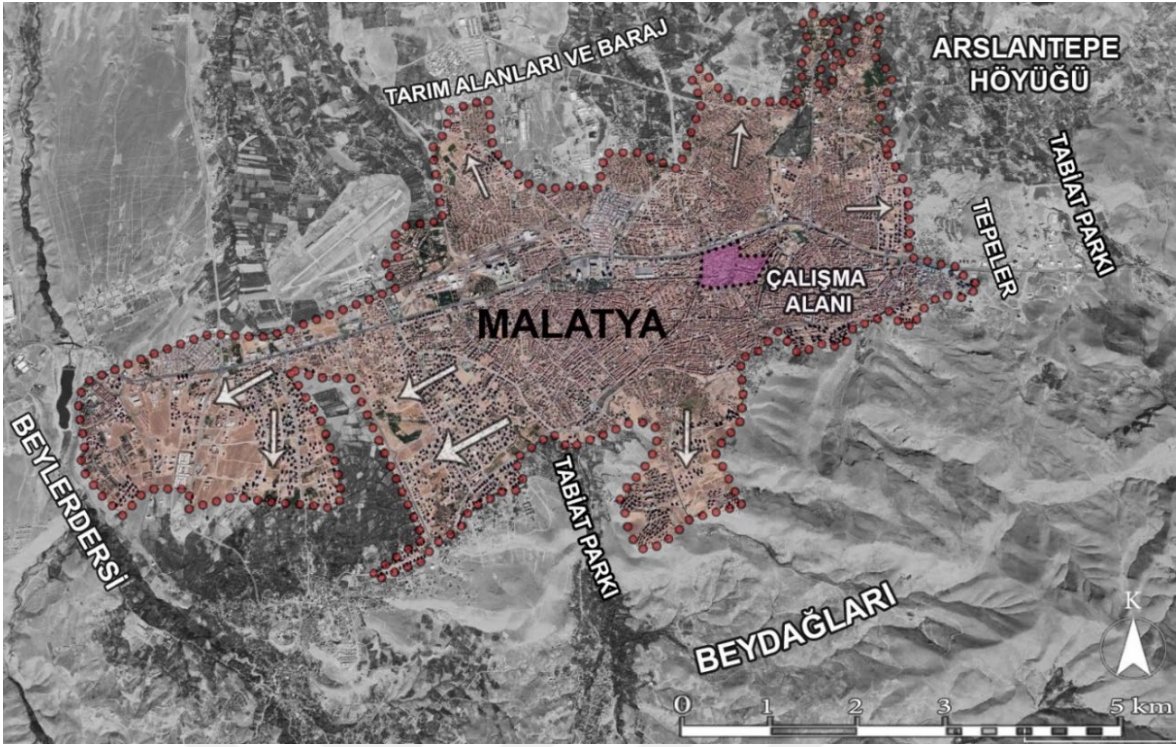 TARIM ALANLARI VE BARAJ
ARSLANTEPE
HÖYÜĞÜ
TABİAT PARKI
TEPELER
ÇALIŞMA
ALANI
MALATYA
BEYLERDERSİ
TABİAT PARKI
BEYDAĞLARI
K
0 1 2 3 5 km